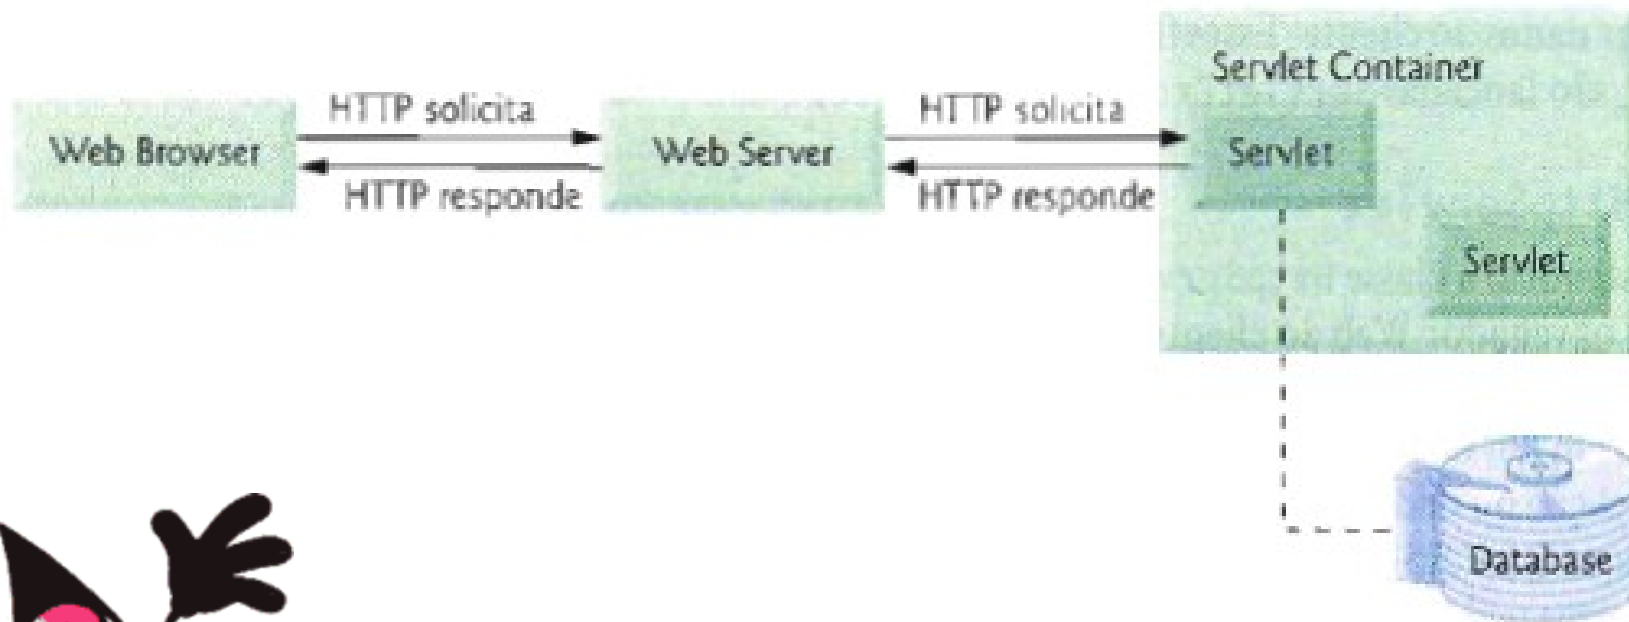 Servlet Container
HTTP solicita
HTTP solicita
Web Browser
Web Server
Servlet
HTTP responde
HTTP responde
Servlet
Database